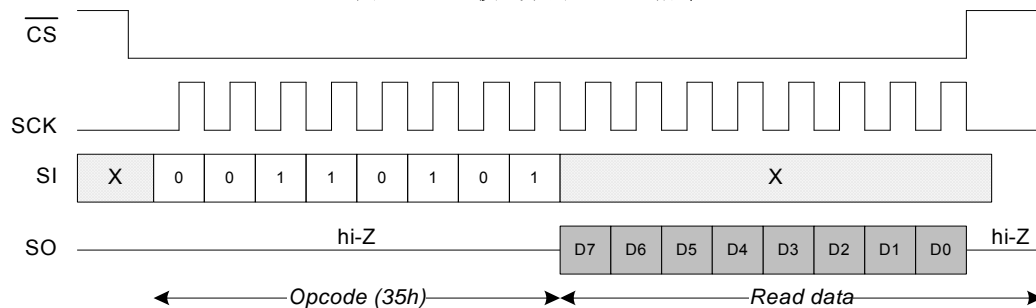 CS
SCK
SI X 0 0 1 1 0 1 0 1 X
SO hi-Z D7 D6 D5 D4 D3 D2 D1 D0 hi-Z
Opcode (35h) Read data